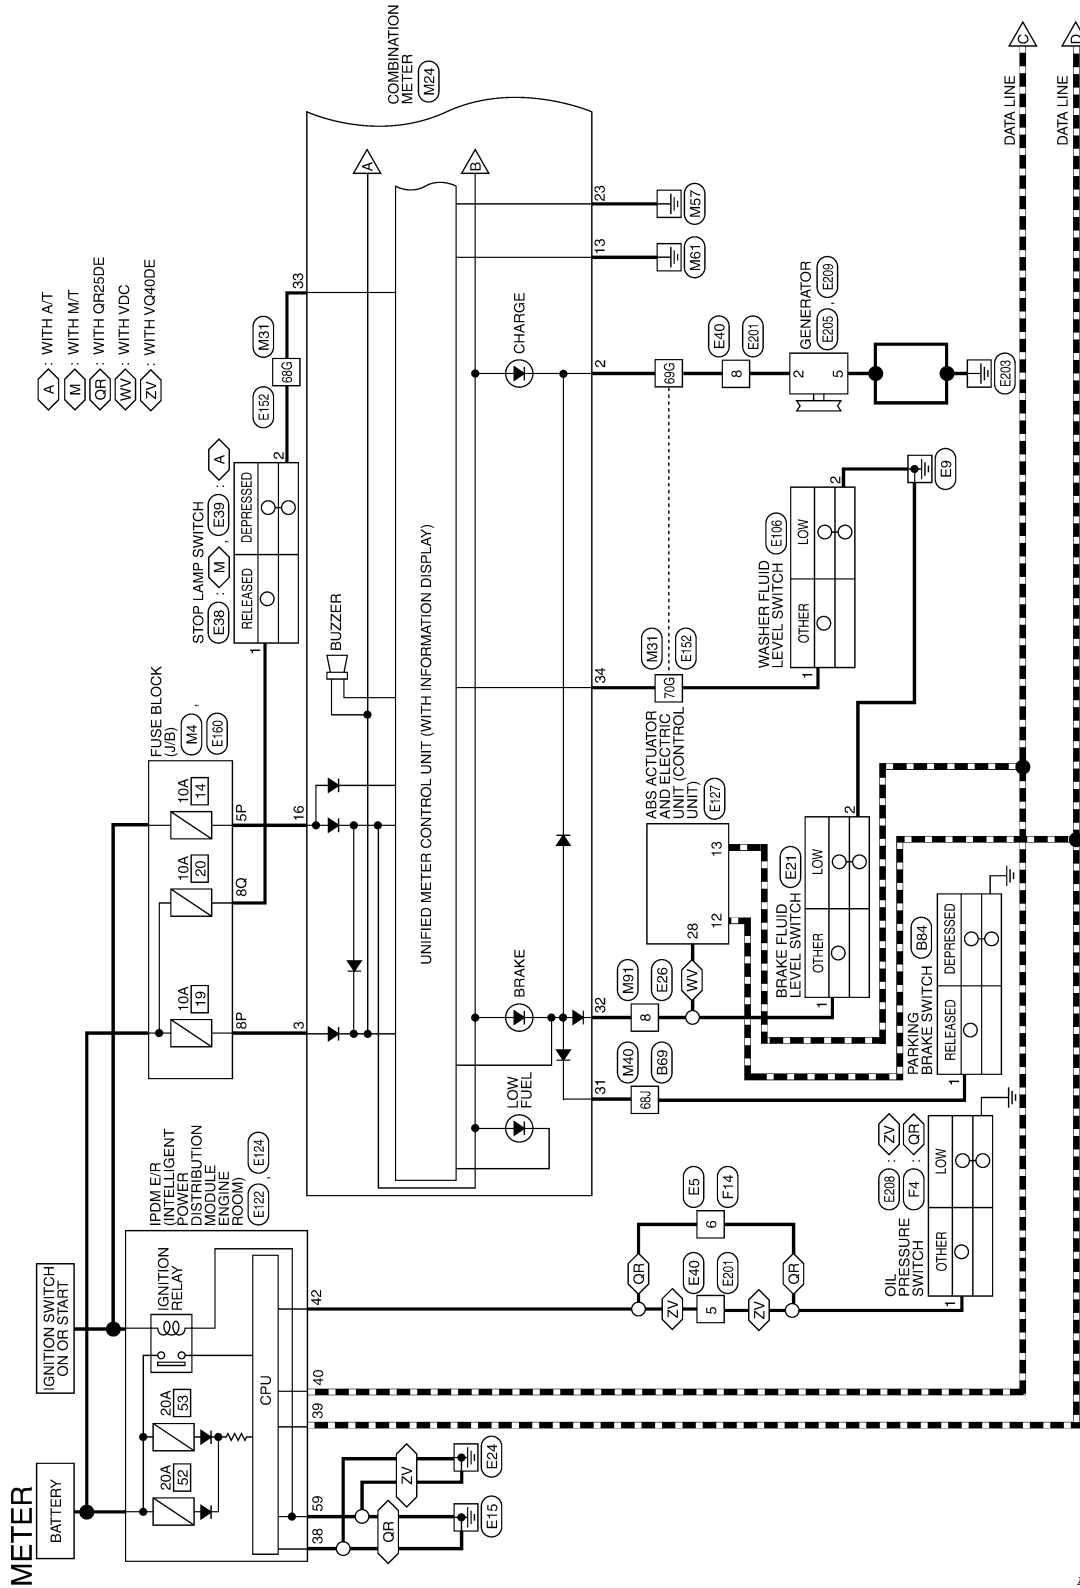 METER
BATTERY
IGNITION SWITCH
ON OR START
A : WITH A/T
M : WITH M/T
QR : WITH QR25DE
WV : WITH VDC
ZV : WITH VQ40DE
IPDM E/R
(INTELLIGENT
POWER
DISTRIBUTION
MODULE
ENGINE
ROOM)
E122 , E124
20A
52
20A
53
IGNITION
RELAY
CPU
38
59
39
40
42
FUSE BLOCK
(J/B)
M4 ,
E160
10A
19
10A
20
10A
14
8P
8Q
5P
STOP LAMP SWITCH
E38 : M , E39 : A
RELEASED
DEPRESSED
1
2
E152
68G
M31
3
16
33
COMBINATION
METER
M24
BUZZER
A
UNIFIED METER CONTROL UNIT (WITH INFORMATION DISPLAY)
B
LOW
FUEL
BRAKE
CHARGE
31
32
34
2
13
23
M61
M57
M40
68J
B69
M91
8
E26
WV
28
12
13
ABS ACTUATOR
AND ELECTRIC
UNIT (CONTROL
UNIT)
E127
M31
70G
E152
69G
E40
8
E201
GENERATOR
E205 , E209
2
5
E203
WASHER FLUID
LEVEL SWITCH
E106
OTHER
LOW
1
2
E9
BRAKE FLUID
LEVEL SWITCH
E21
OTHER
LOW
1
2
PARKING
BRAKE SWITCH
B84
RELEASED
DEPRESSED
1
OIL
PRESSURE
SWITCH
E208 : ZV
F4 : QR
OTHER
LOW
1
E5
6
F14
QR
QR
E40
5
E201
ZV
ZV
QR
ZV
E15
E24
DATA LINE
C
DATA LINE
D